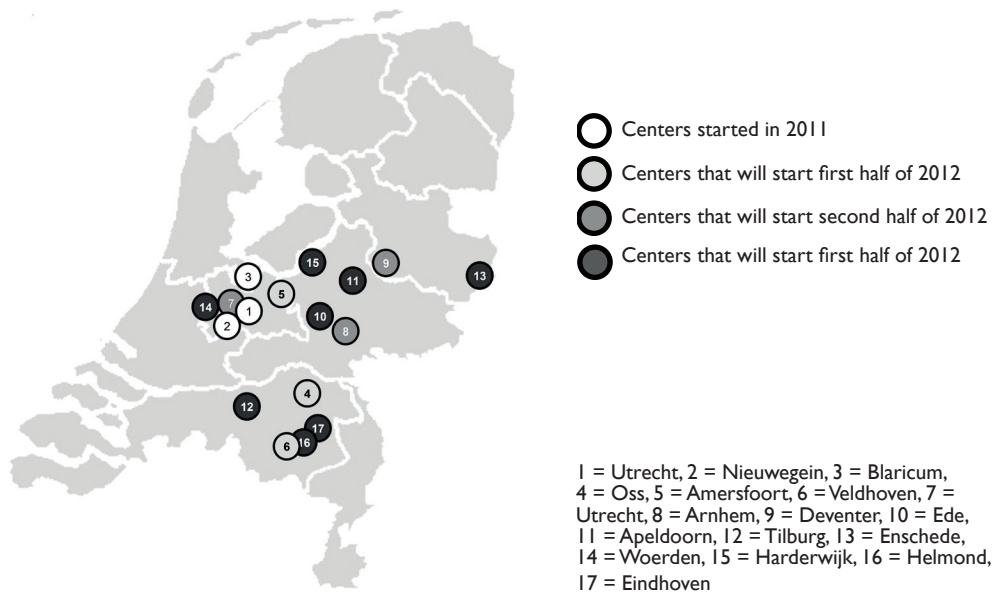 Centers started in 2011
Centers that will start first half of 2012
Centers that will start second half of 2012
Centers that will start first half of 2012
15
9
3
11
13
5
7
14
1
10
2
8
4
12
17
16
6
1 = Utrecht, 2 = Nieuwegein, 3 = Blaricum,
4 = Oss, 5 = Amersfoort, 6 = Veldhoven, 7 =
Utrecht, 8 = Arnhem, 9 = Deventer, 10 = Ede,
11 = Apeldoorn, 12 = Tilburg, 13 = Enschede,
14 = Woerden, 15 = Harderwijk, 16 = Helmond,
17 = Eindhoven